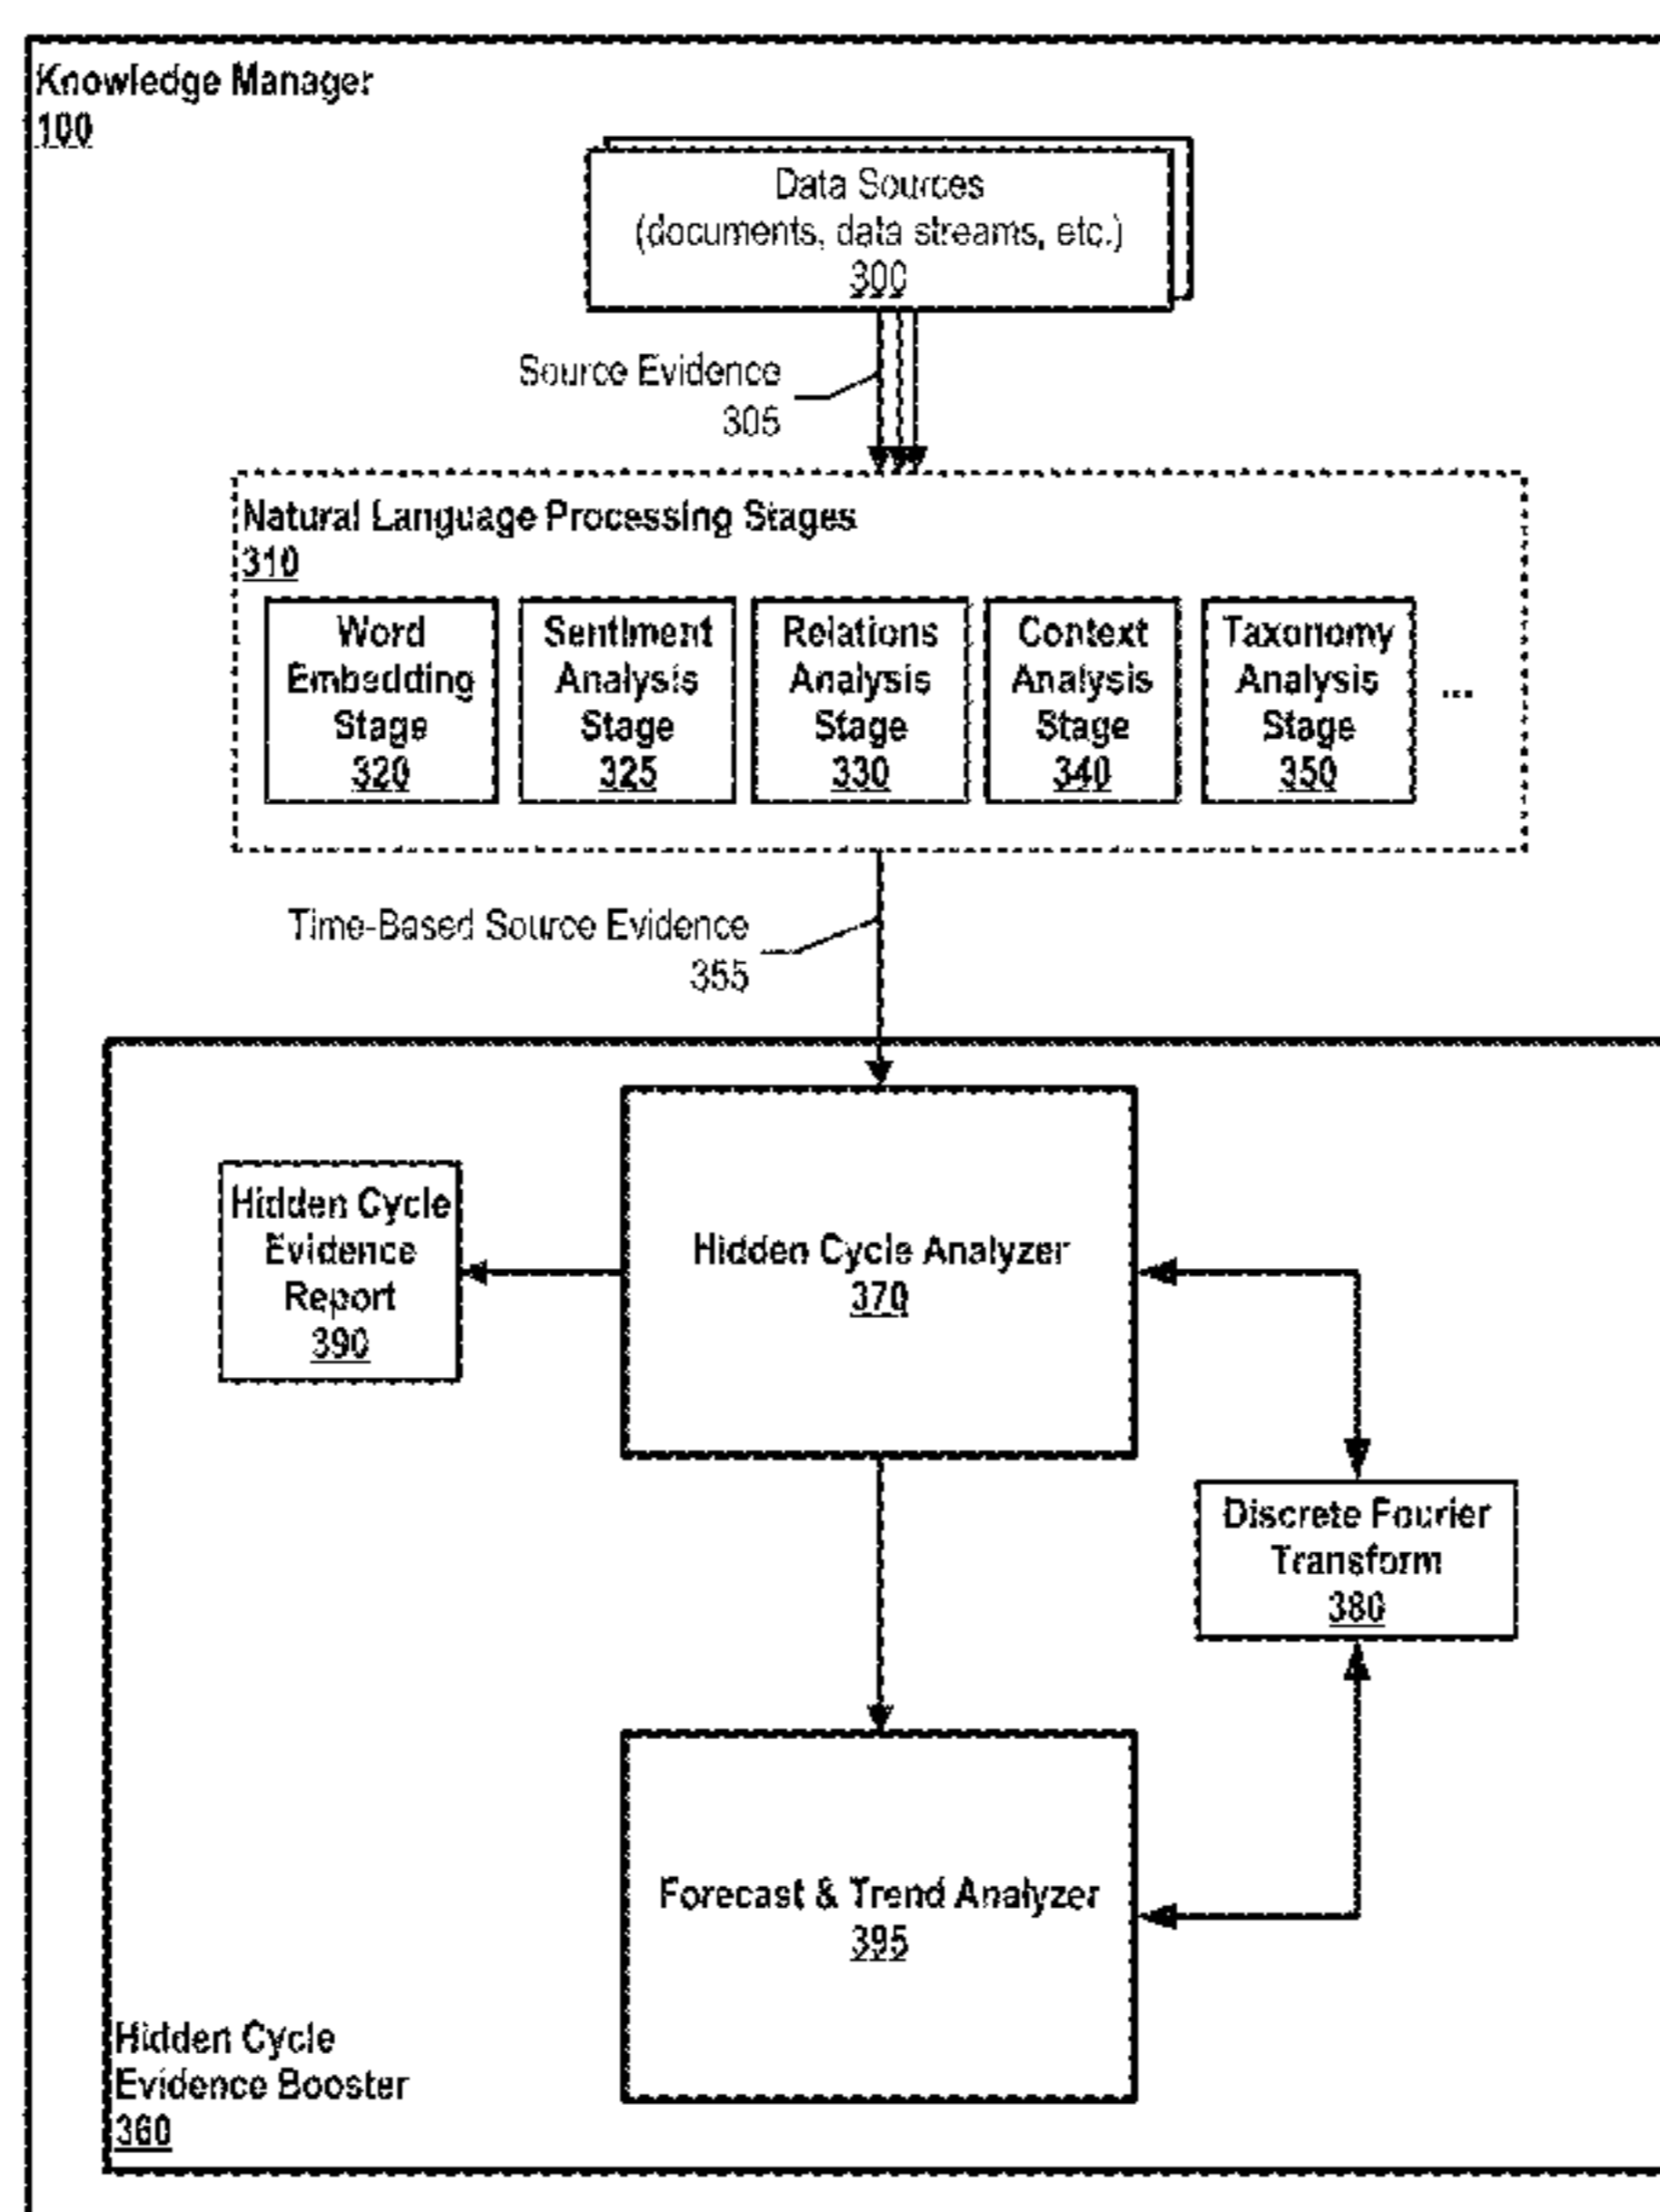 Knowledge Manager
100
Data Sources
(documents, data streams, etc.)
300
Source Evidence
305
Natural Language Processing Stages
310
Word
Embedding
Stage
320
Sentiment
Analysis
Stage
325
Relations
Analysis
Stage
330
Context
Analysis
Stage
340
Taxonomy
Analysis
Stage
350
...
Time-Based Source Evidence
355
Hidden Cycle
Evidence
Report
390
Hidden Cycle Analyzer
370
Discrete Fourier
Transform
380
Forecast & Trend Analyzer
395
Hidden Cycle
Evidence Booster
360